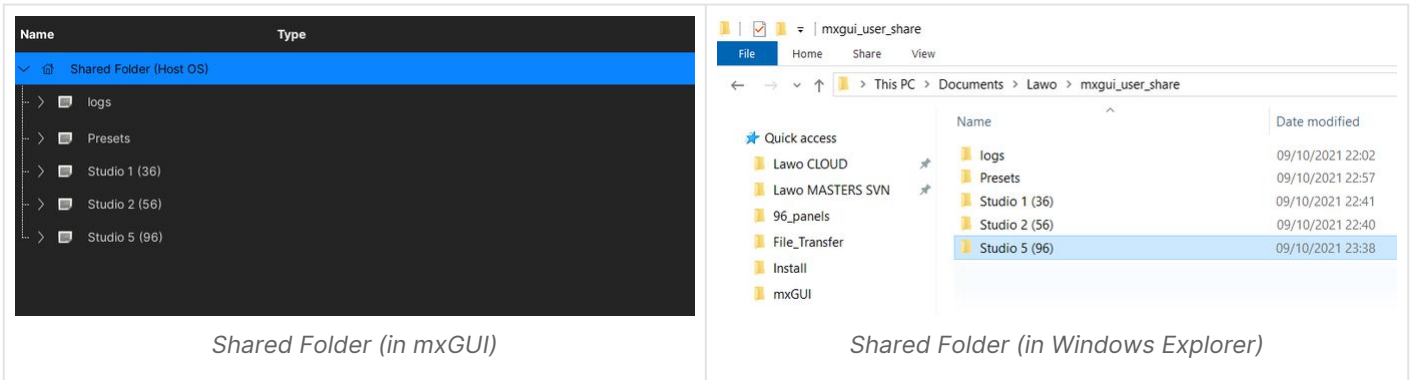 Name Type
Shared Folder (Host OS)
logs
Presets
Studio 1 (36)
Studio 2 (56)
Studio 5 (96)
Shared Folder (in mxGUI)
mxgui_user_share
File Home Share View
This PC > Documents > Lawo > mxgui_user_share
Quick access
Lawo CLOUD
Lawo MASTERS SVN
96_panels
File_Transfer
Install
mxGUI
Name Date modified
logs 09/10/2021 22:02
Presets 09/10/2021 22:57
Studio 1 (36) 09/10/2021 22:41
Studio 2 (56) 09/10/2021 22:40
Studio 5 (96) 09/10/2021 23:38
Shared Folder (in Windows Explorer)